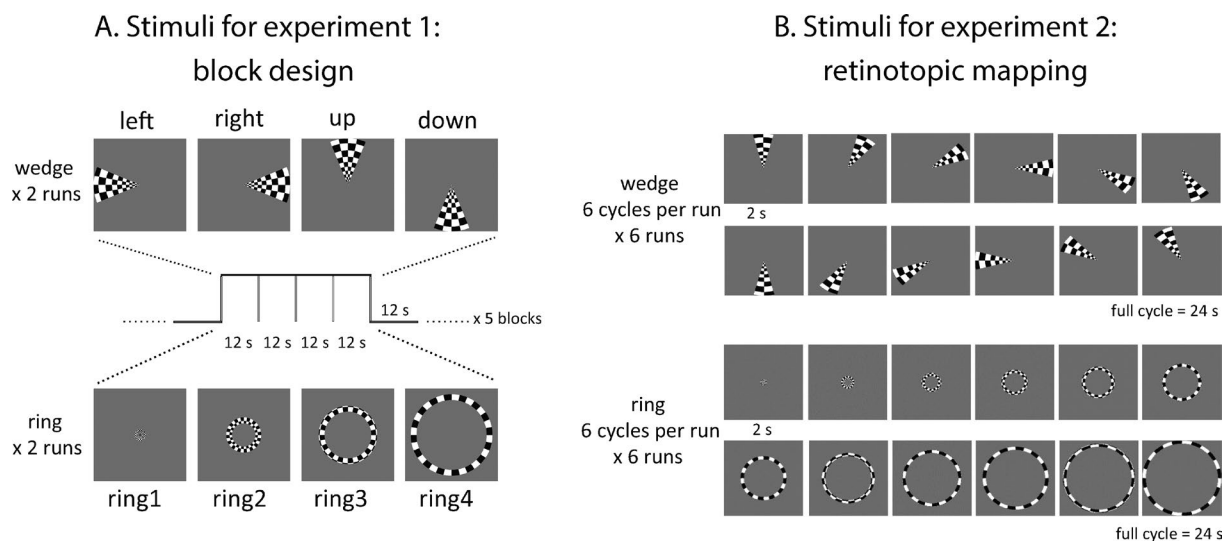 A. Stimuli for experiment 1:
block design
left right up down
wedge
x 2 runs
12 s
x 5 blocks
12 s 12 s 12 s 12 s
ring
x 2 runs
ring1 ring2 ring3 ring4
B. Stimuli for experiment 2:
retinotopic mapping
wedge
6 cycles per run
x 6 runs
2 s
full cycle = 24 s
ring
6 cycles per run
x 6 runs
2 s
full cycle = 24 s